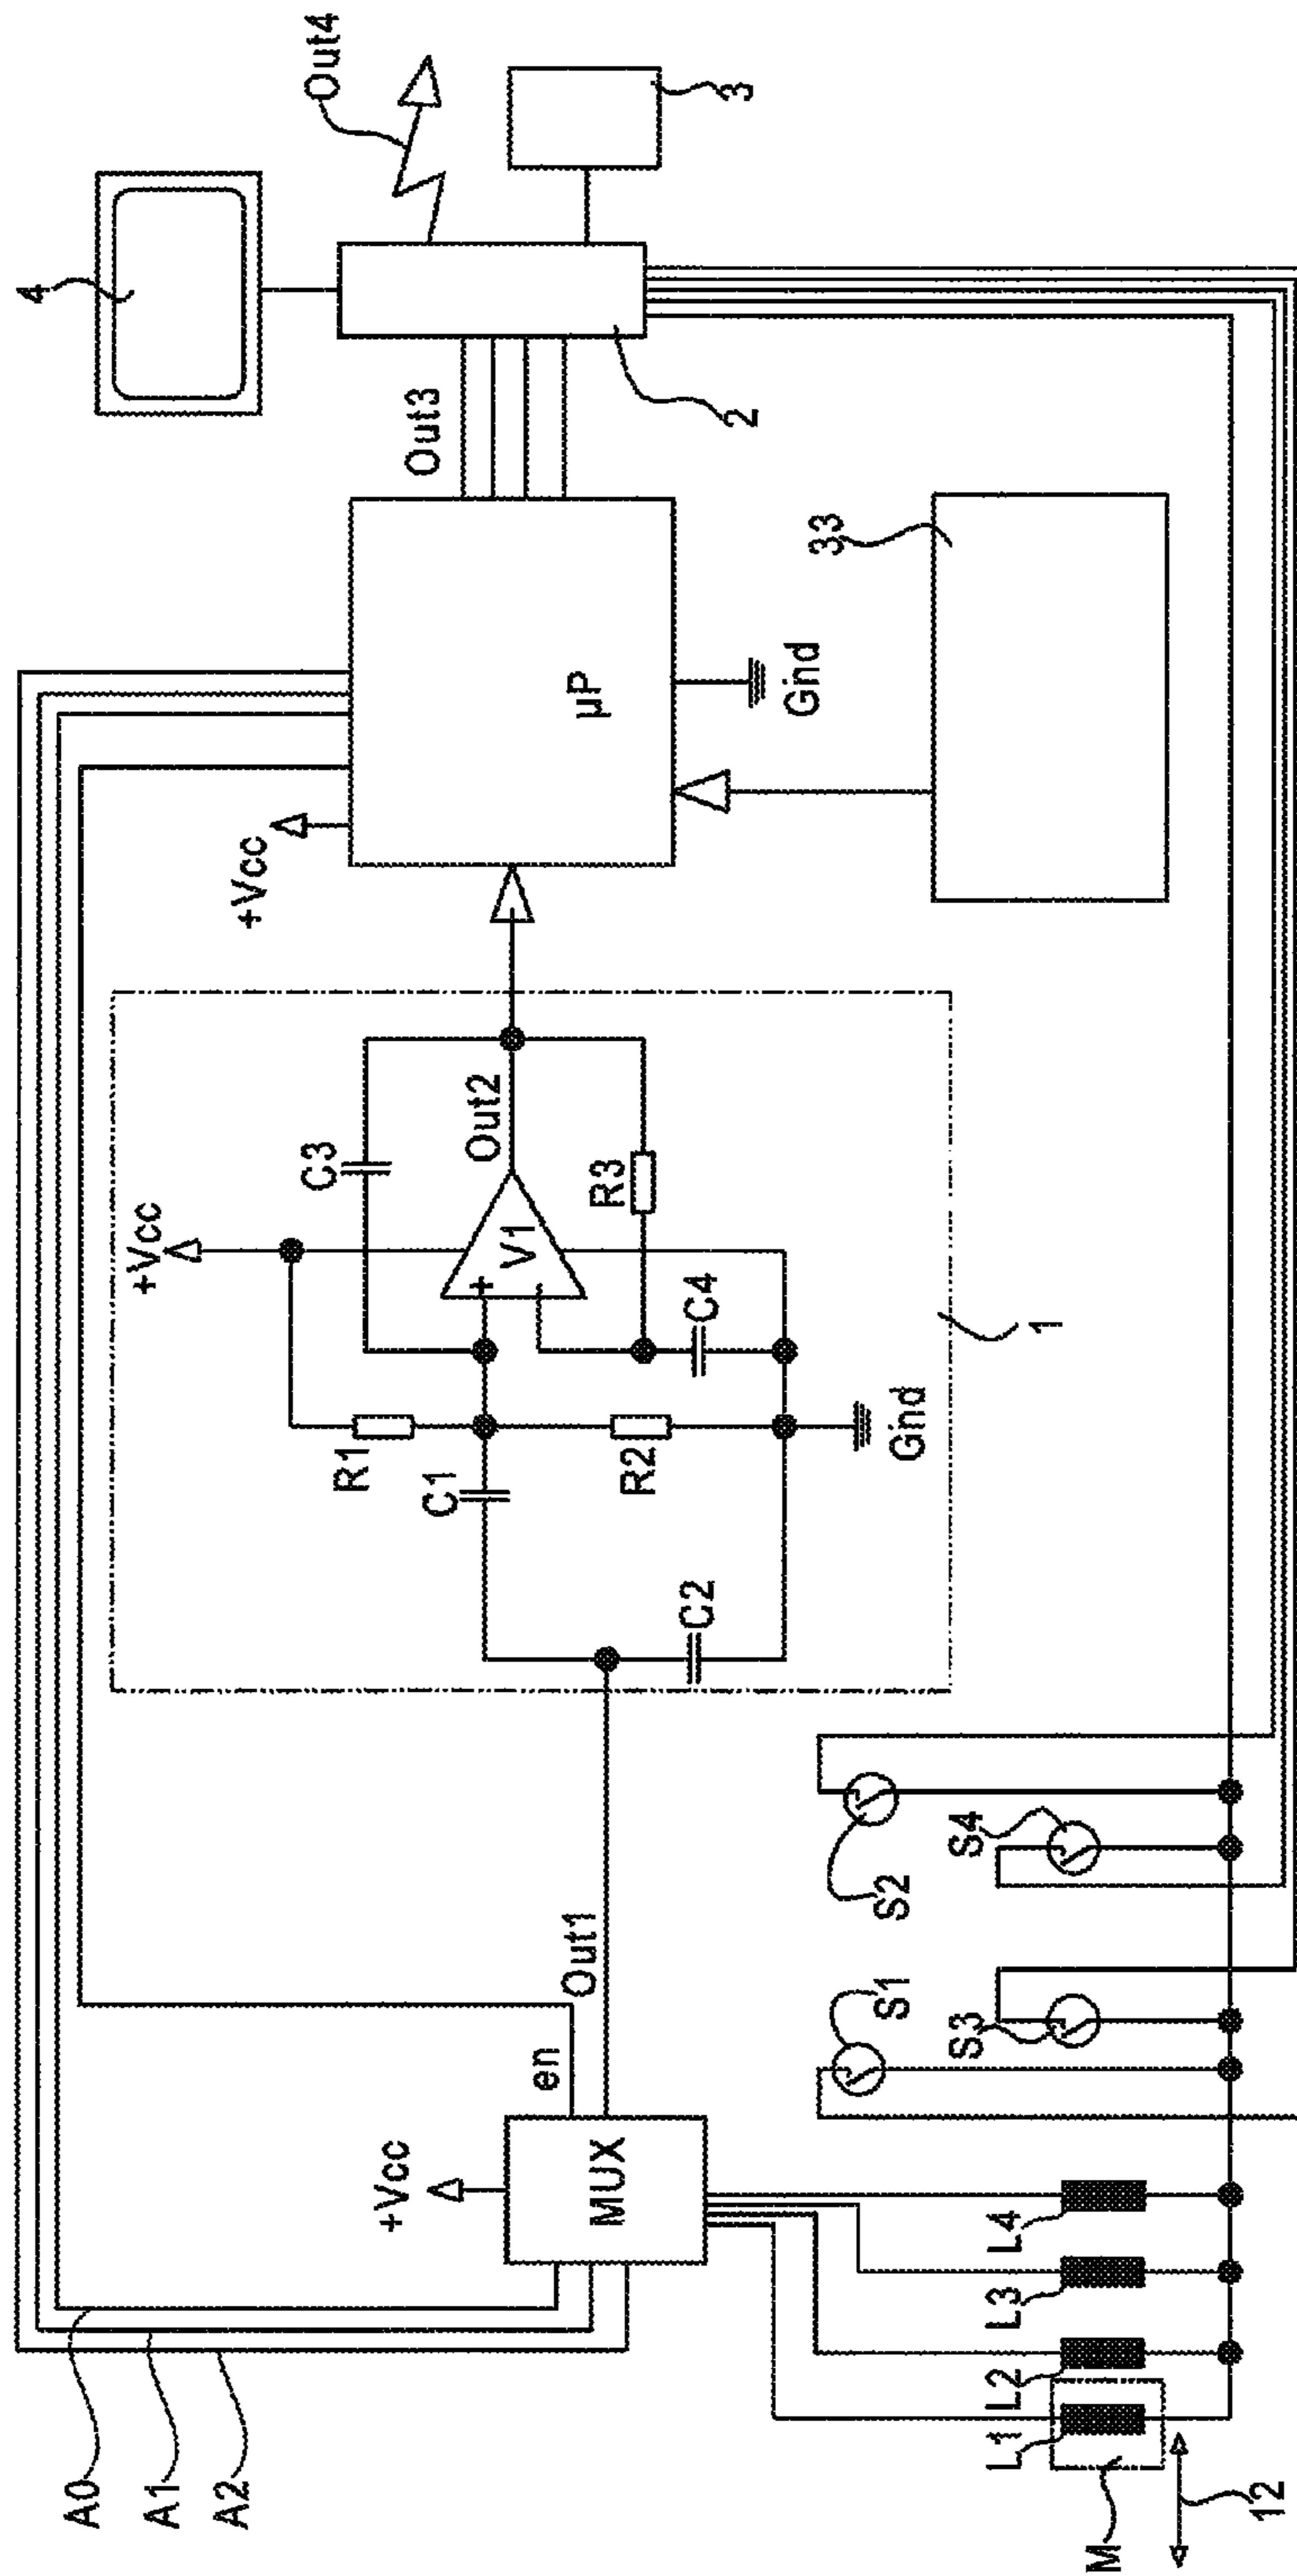 4
Out4
3
2
Out3
33
µP
Gnd
+Vcc
+Vcc
C3
Out2
V1
+
R3
C4
1
R1
C1
R2
Gnd
C2
Out1
en
+Vcc
MUX
S2
S4
S1
S3
A0
A1
A2
L4
L3
L2
L1
M
12